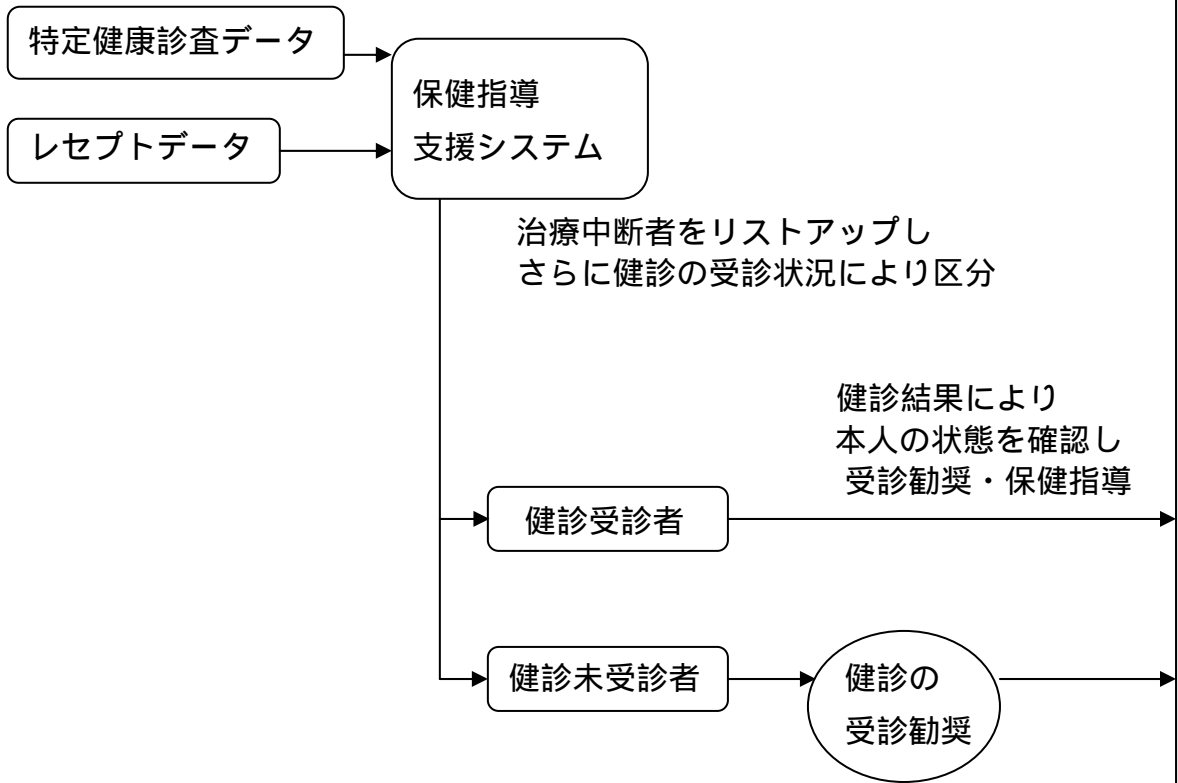 特定健康診査データ
レセプトデータ
保健指導
支援システム
治療中断者をリストアップし
さらに健診の受診状況により区分
健診結果により
本人の状態を確認し
受診勧奨・保健指導
健診受診者
健診未受診者
健診の
受診勧奨